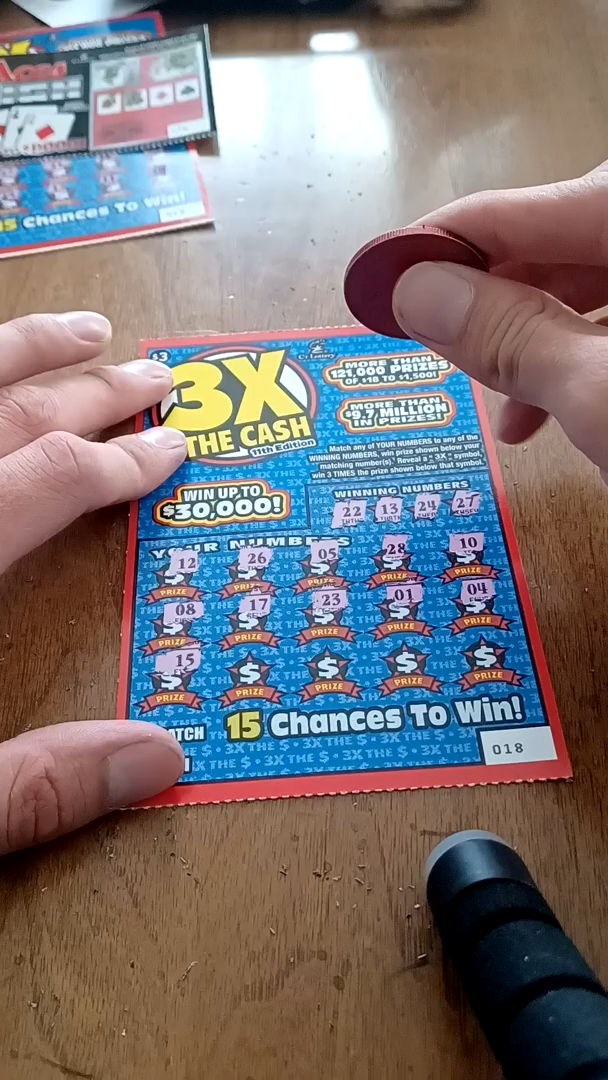 15 Chances To Win!
$3
CT Lottery
3X
THE CASH
11th Edition
MORE THAN
121,000 PRIZES
OF $18 TO $1,500!
MORE THAN
$9.7 MILLION
IN PRIZES!
Match any of YOUR NUMBERS to any of the
WINNING NUMBERS, win prize shown below your
matching number(s). Reveal a "3X" symbol,
win 3 TIMES the prize shown below that symbol.
WIN UP TO
$30,000!
WINNING NUMBERS
22 13 24 27
YOUR NUMBERS
12 26 05 28 10
PRIZE PRIZE PRIZE PRIZE PRIZE
08 17 23 01 04
PRIZE PRIZE PRIZE PRIZE PRIZE
15 $ $ $ $
PRIZE PRIZE PRIZE PRIZE PRIZE
15 Chances To Win!
018